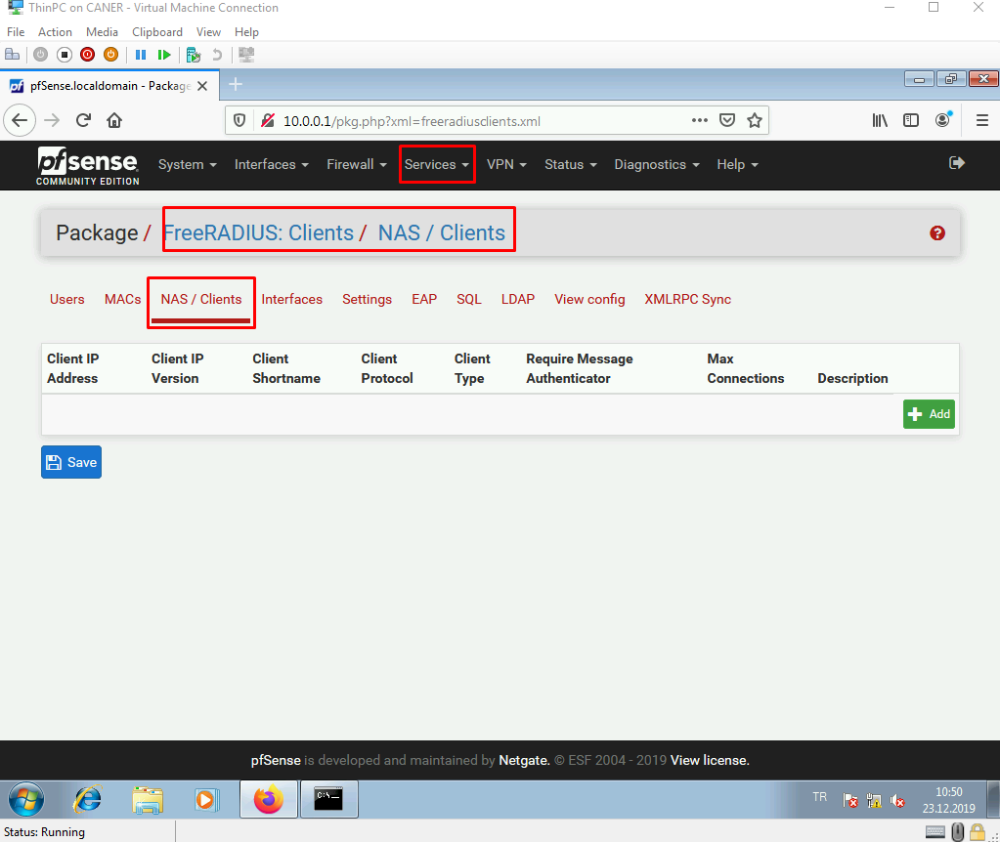 ThinPC on CANER - Virtual Machine Connection
File Action Media Clipboard View Help
pfSense.localdomain - Package
10.0.0.1/pkg.php?xml=freeradiusclients.xml
pfsense
COMMUNITY EDITION
System Interfaces Firewall Services VPN Status Diagnostics Help
Package / FreeRADIUS: Clients / NAS / Clients
Users MACs NAS / Clients Interfaces Settings EAP SQL LDAP View config XMLRPC Sync
Client IP Address Client IP Version Client Shortname Client Protocol Client Type Require Message Authenticator Max Connections Description
Add
Save
pfSense is developed and maintained by Netgate. © ESF 2004 - 2019 View license.
C:\_
TR
10:50
23.12.2019
Status: Running